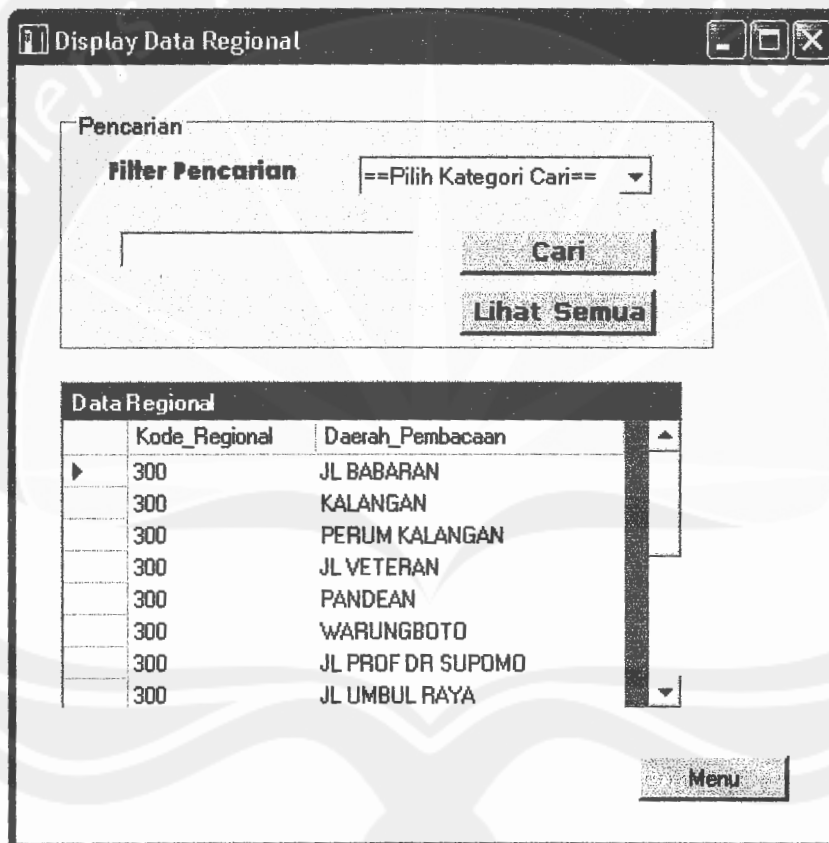 Display Data Regional
Pencarian
Filter Pencarian ==Pilih Kategori Cari==
Cari
Lihat Semua
Data Regional
Kode_Regional Daerah_Pembacaan
300 JL BABARAN
300 KALANGAN
300 PERUM KALANGAN
300 JL VETERAN
300 PANDEAN
300 WARUNGBOTO
300 JL PROF DR SUPOMO
300 JL UMBUL RAYA
Menu